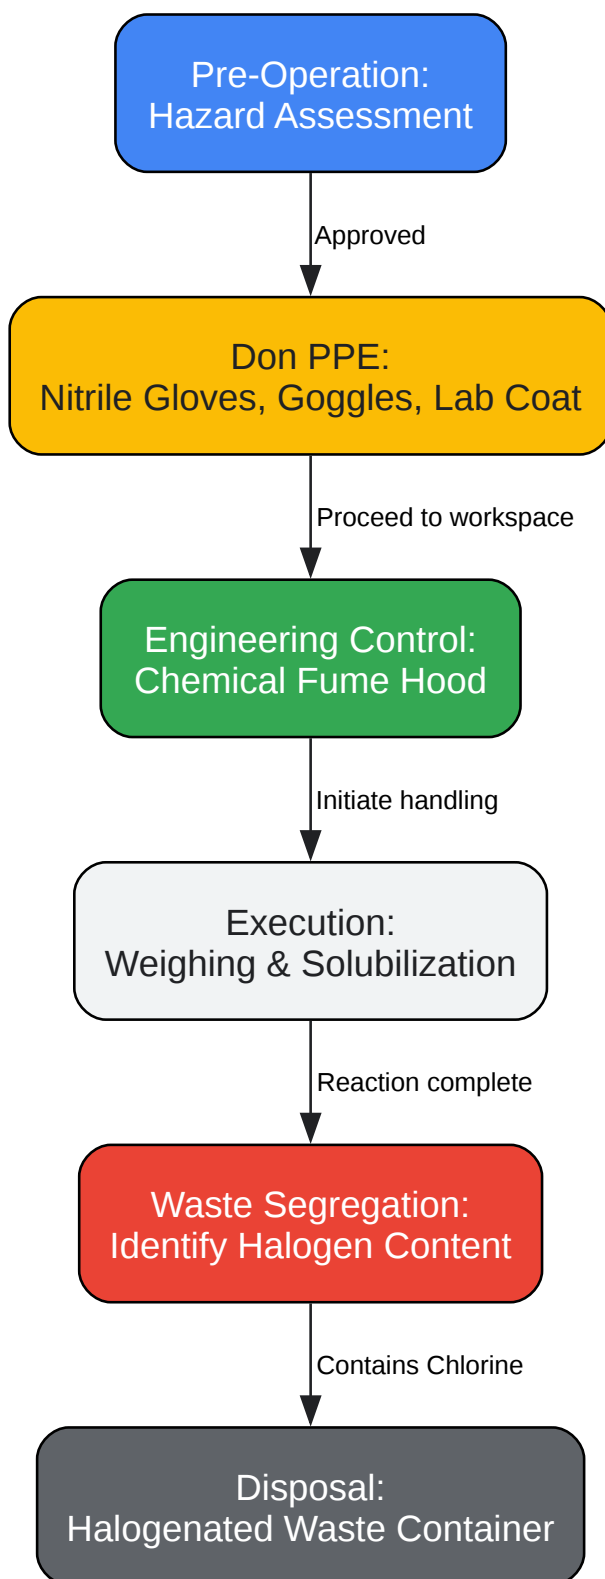 Pre-Operation:
Hazard Assessment
Approved
Don PPE:
Nitrile Gloves, Goggles, Lab Coat
Proceed to workspace
Engineering Control:
Chemical Fume Hood
Initiate handling
Execution:
Weighing & Solubilization
Reaction complete
Waste Segregation:
Identify Halogen Content
Contains Chlorine
Disposal:
Halogenated Waste Container